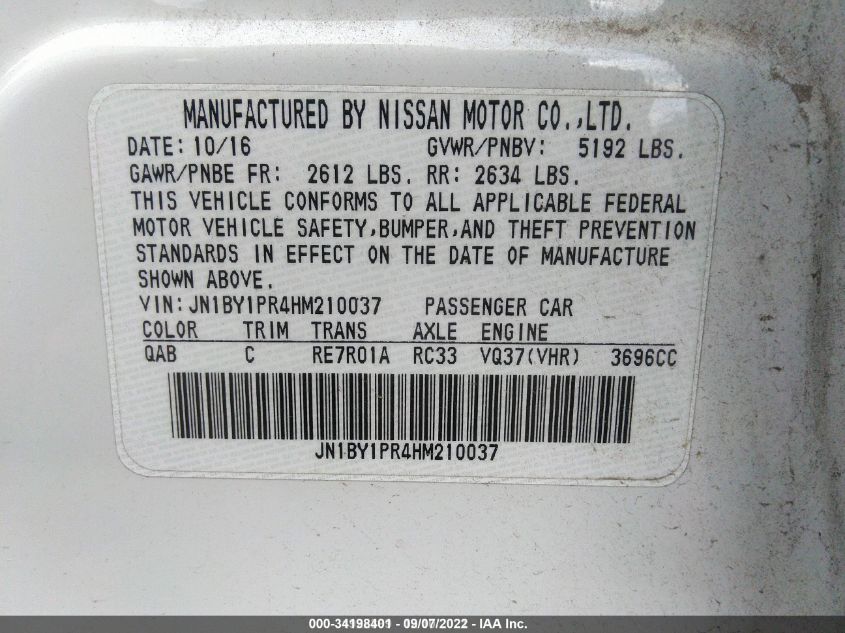 MANUFACTURED BY NISSAN MOTOR CO.,LTD.
DATE: 10/16 GVWR/PNBV: 5192 LBS.
GAWR/PNBE FR: 2612 LBS. RR: 2634 LBS.
THIS VEHICLE CONFORMS TO ALL APPLICABLE FEDERAL
MOTOR VEHICLE SAFETY,BUMPER,AND THEFT PREVENTION
STANDARDS IN EFFECT ON THE DATE OF MANUFACTURE
SHOWN ABOVE.
VIN:JN1BY1PR4HM210037 PASSENGER CAR
COLOR TRIM TRANS AXLE ENGINE
QAB C RE7R01A RC33 VQ37(VHR) 3696CC
JN1BY1PR4HM210037
000-34198401 - 09/07/2022 - IAA Inc.